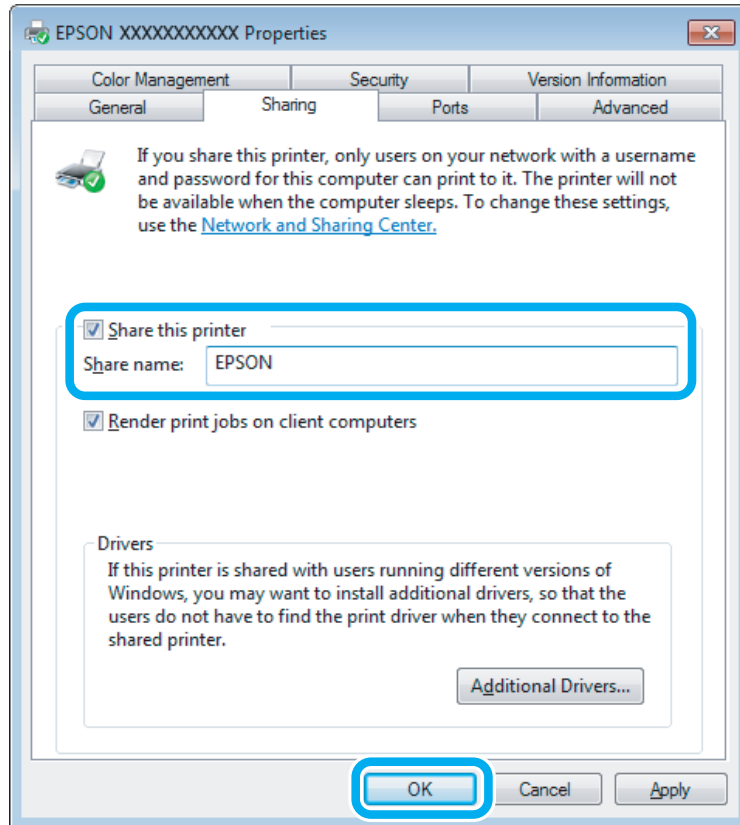 EPSON XXXXXXXXXXX Properties
Color Management Security Version Information
General Sharing Ports Advanced
If you share this printer, only users on your network with a username
and password for this computer can print to it. The printer will not
be available when the computer sleeps. To change these settings,
use the Network and Sharing Center.
Share this printer
Share name: EPSON
Render print jobs on client computers
Drivers
If this printer is shared with users running different versions of
Windows, you may want to install additional drivers, so that the
users do not have to find the print driver when they connect to the
shared printer.
Additional Drivers...
OK Cancel Apply